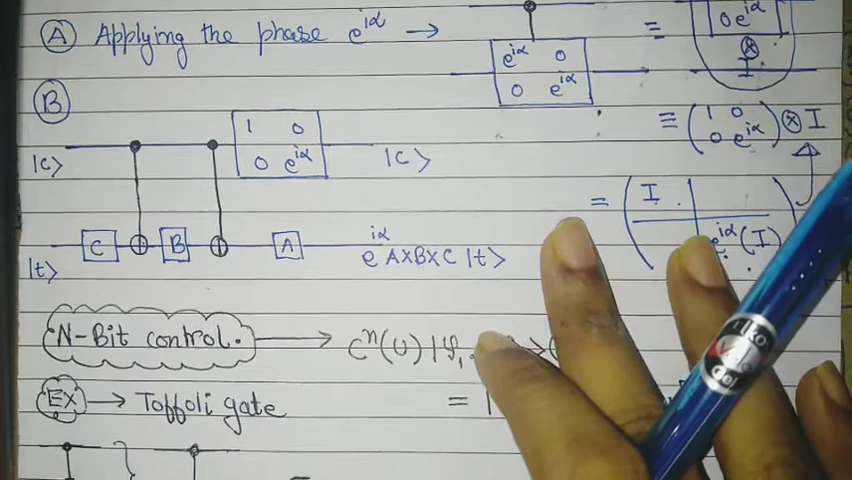 A Applying the phase e^iα →
e^iα 0
0 e^iα
≡
0 e^iα
⊗
I
B
≡ (1 0
0 e^iα) ⊗ I
1 0
0 e^iα
|c>
|c>
= (I
e^iα (I))
C B A
|t>
e^iα A×B×C |t>
N-Bit control. → C^n(U) |ψ
EX → Toffoli gate
=
=